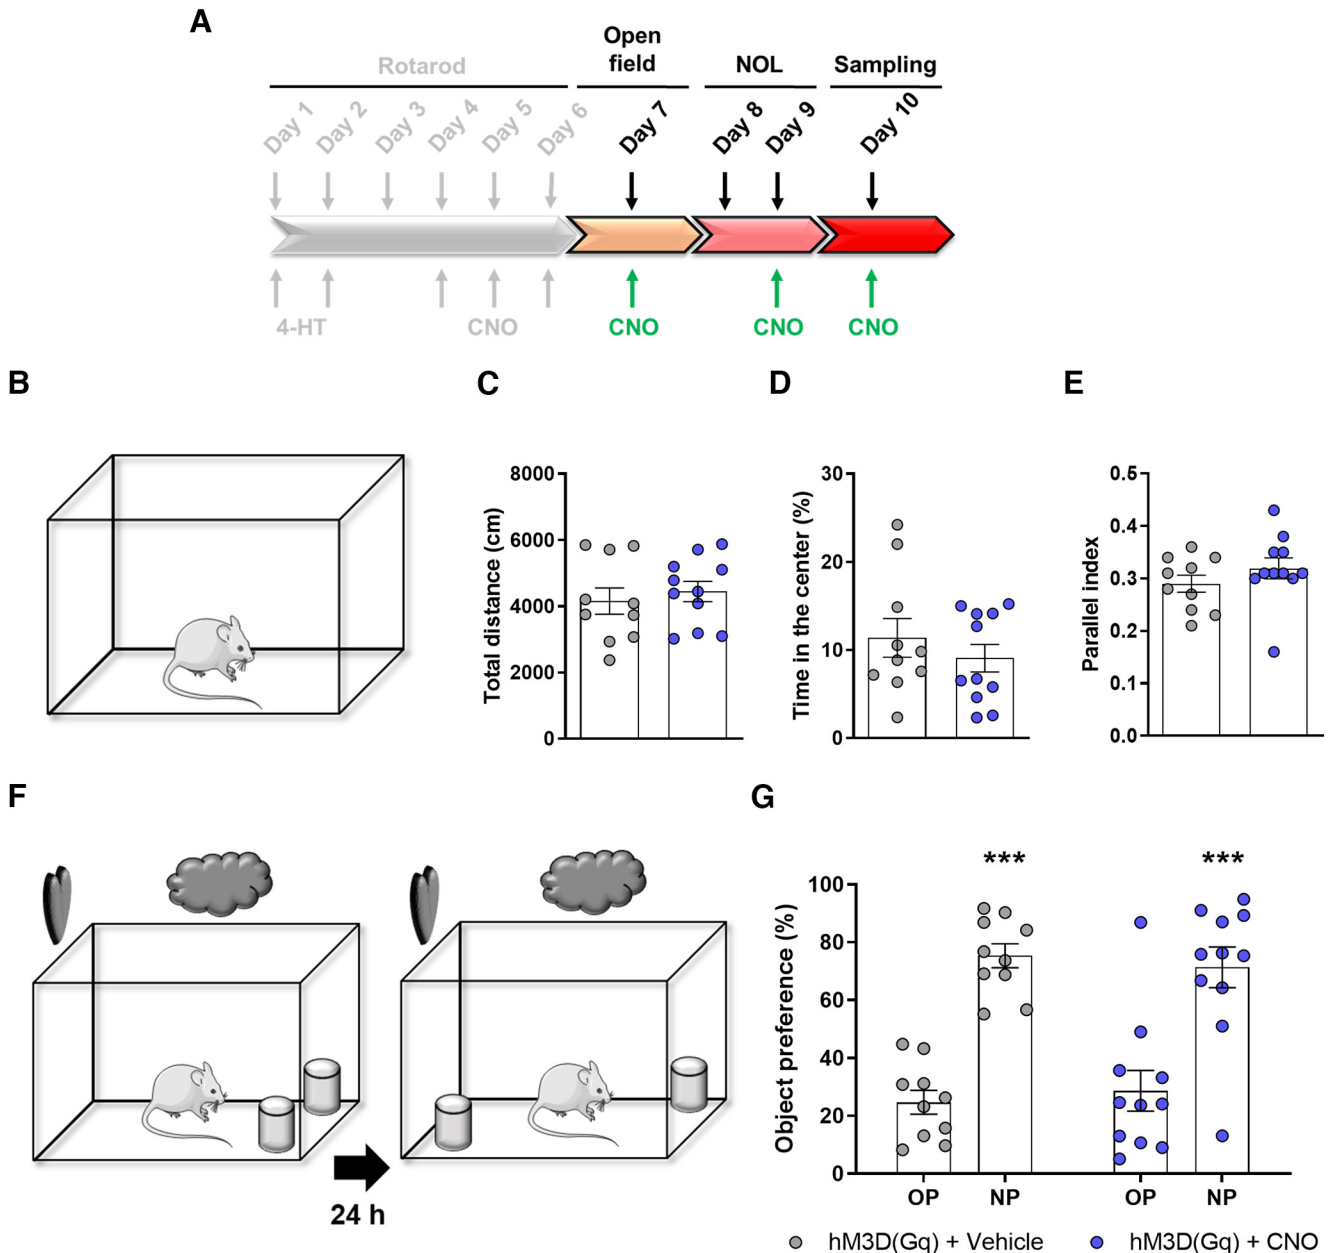 A
Rotarod
Open
field
NOL
Sampling
Day 1
Day 2
Day 3
Day 4
Day 5
Day 6
Day 7
Day 8
Day 9
Day 10
4-HT
CNO
CNO
CNO
CNO
B
C
D
E
Total distance (cm)
8000
6000
4000
2000
0
Time in the center (%)
30
20
10
0
Parallel index
0.5
0.4
0.3
0.2
0.1
0.0
F
24 h
G
Object preference (%)
100
80
60
40
20
0
***
***
OP
NP
OP
NP
hM3D(Gq) + Vehicle
hM3D(Gq) + CNO